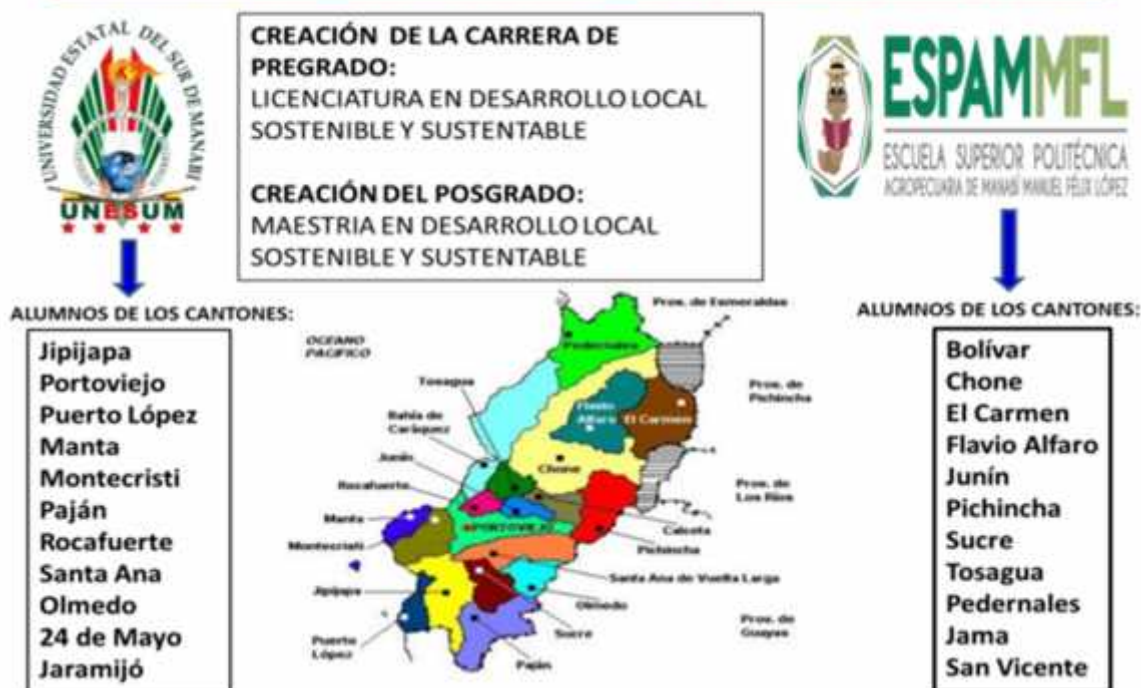 UNIVERSIDAD ESTATAL DEL SUR DE MANABÍ
UNESUM
CREACIÓN DE LA CARRERA DE
PREGRADO:
LICENCIATURA EN DESARROLLO LOCAL
SOSTENIBLE Y SUSTENTABLE
CREACIÓN DEL POSGRADO:
MAESTRIA EN DESARROLLO LOCAL
SOSTENIBLE Y SUSTENTABLE
ESPAMMFL
ESCUELA SUPERIOR POLITÉCNICA
AGROPECUARIA DE MANABÍ MANUEL FÉLIX LÓPEZ
ALUMNOS DE LOS CANTONES:
Jipijapa
Portoviejo
Puerto López
Manta
Montecristi
Paján
Rocafuerte
Santa Ana
Olmedo
24 de Mayo
Jaramijó
OCEANO
PACIFICO
Prov. de Esmeraldas
Pedernales
Prov. de
Pichincha
Tosagua
Flavio
Alfaro
El Carmen
Bahía de
Caráquez
Chone
Junín
Rocafuerte
Prov. de
Los Ríos
Manta
PORTOVIEJO
Calceta
Montecristi
Pichincha
Santa Ana de Vuelta Larga
Jipijapa
Olmedo
Sucre
Prov. de
Guayas
Puerto
López
Paján
ALUMNOS DE LOS CANTONES:
Bolívar
Chone
El Carmen
Flavio Alfaro
Junín
Pichincha
Sucre
Tosagua
Pedernales
Jama
San Vicente